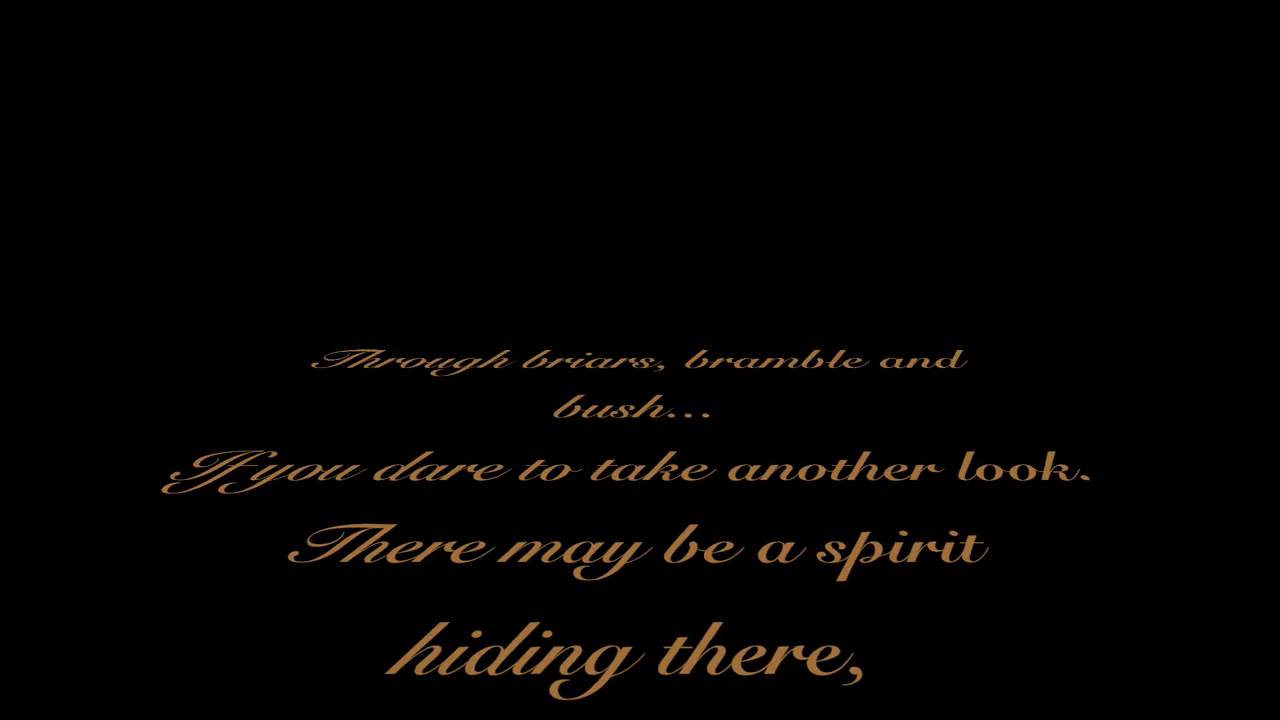 Through briars, bramble and
bush...
If you dare to take another look.
There may be a spirit
hiding there,